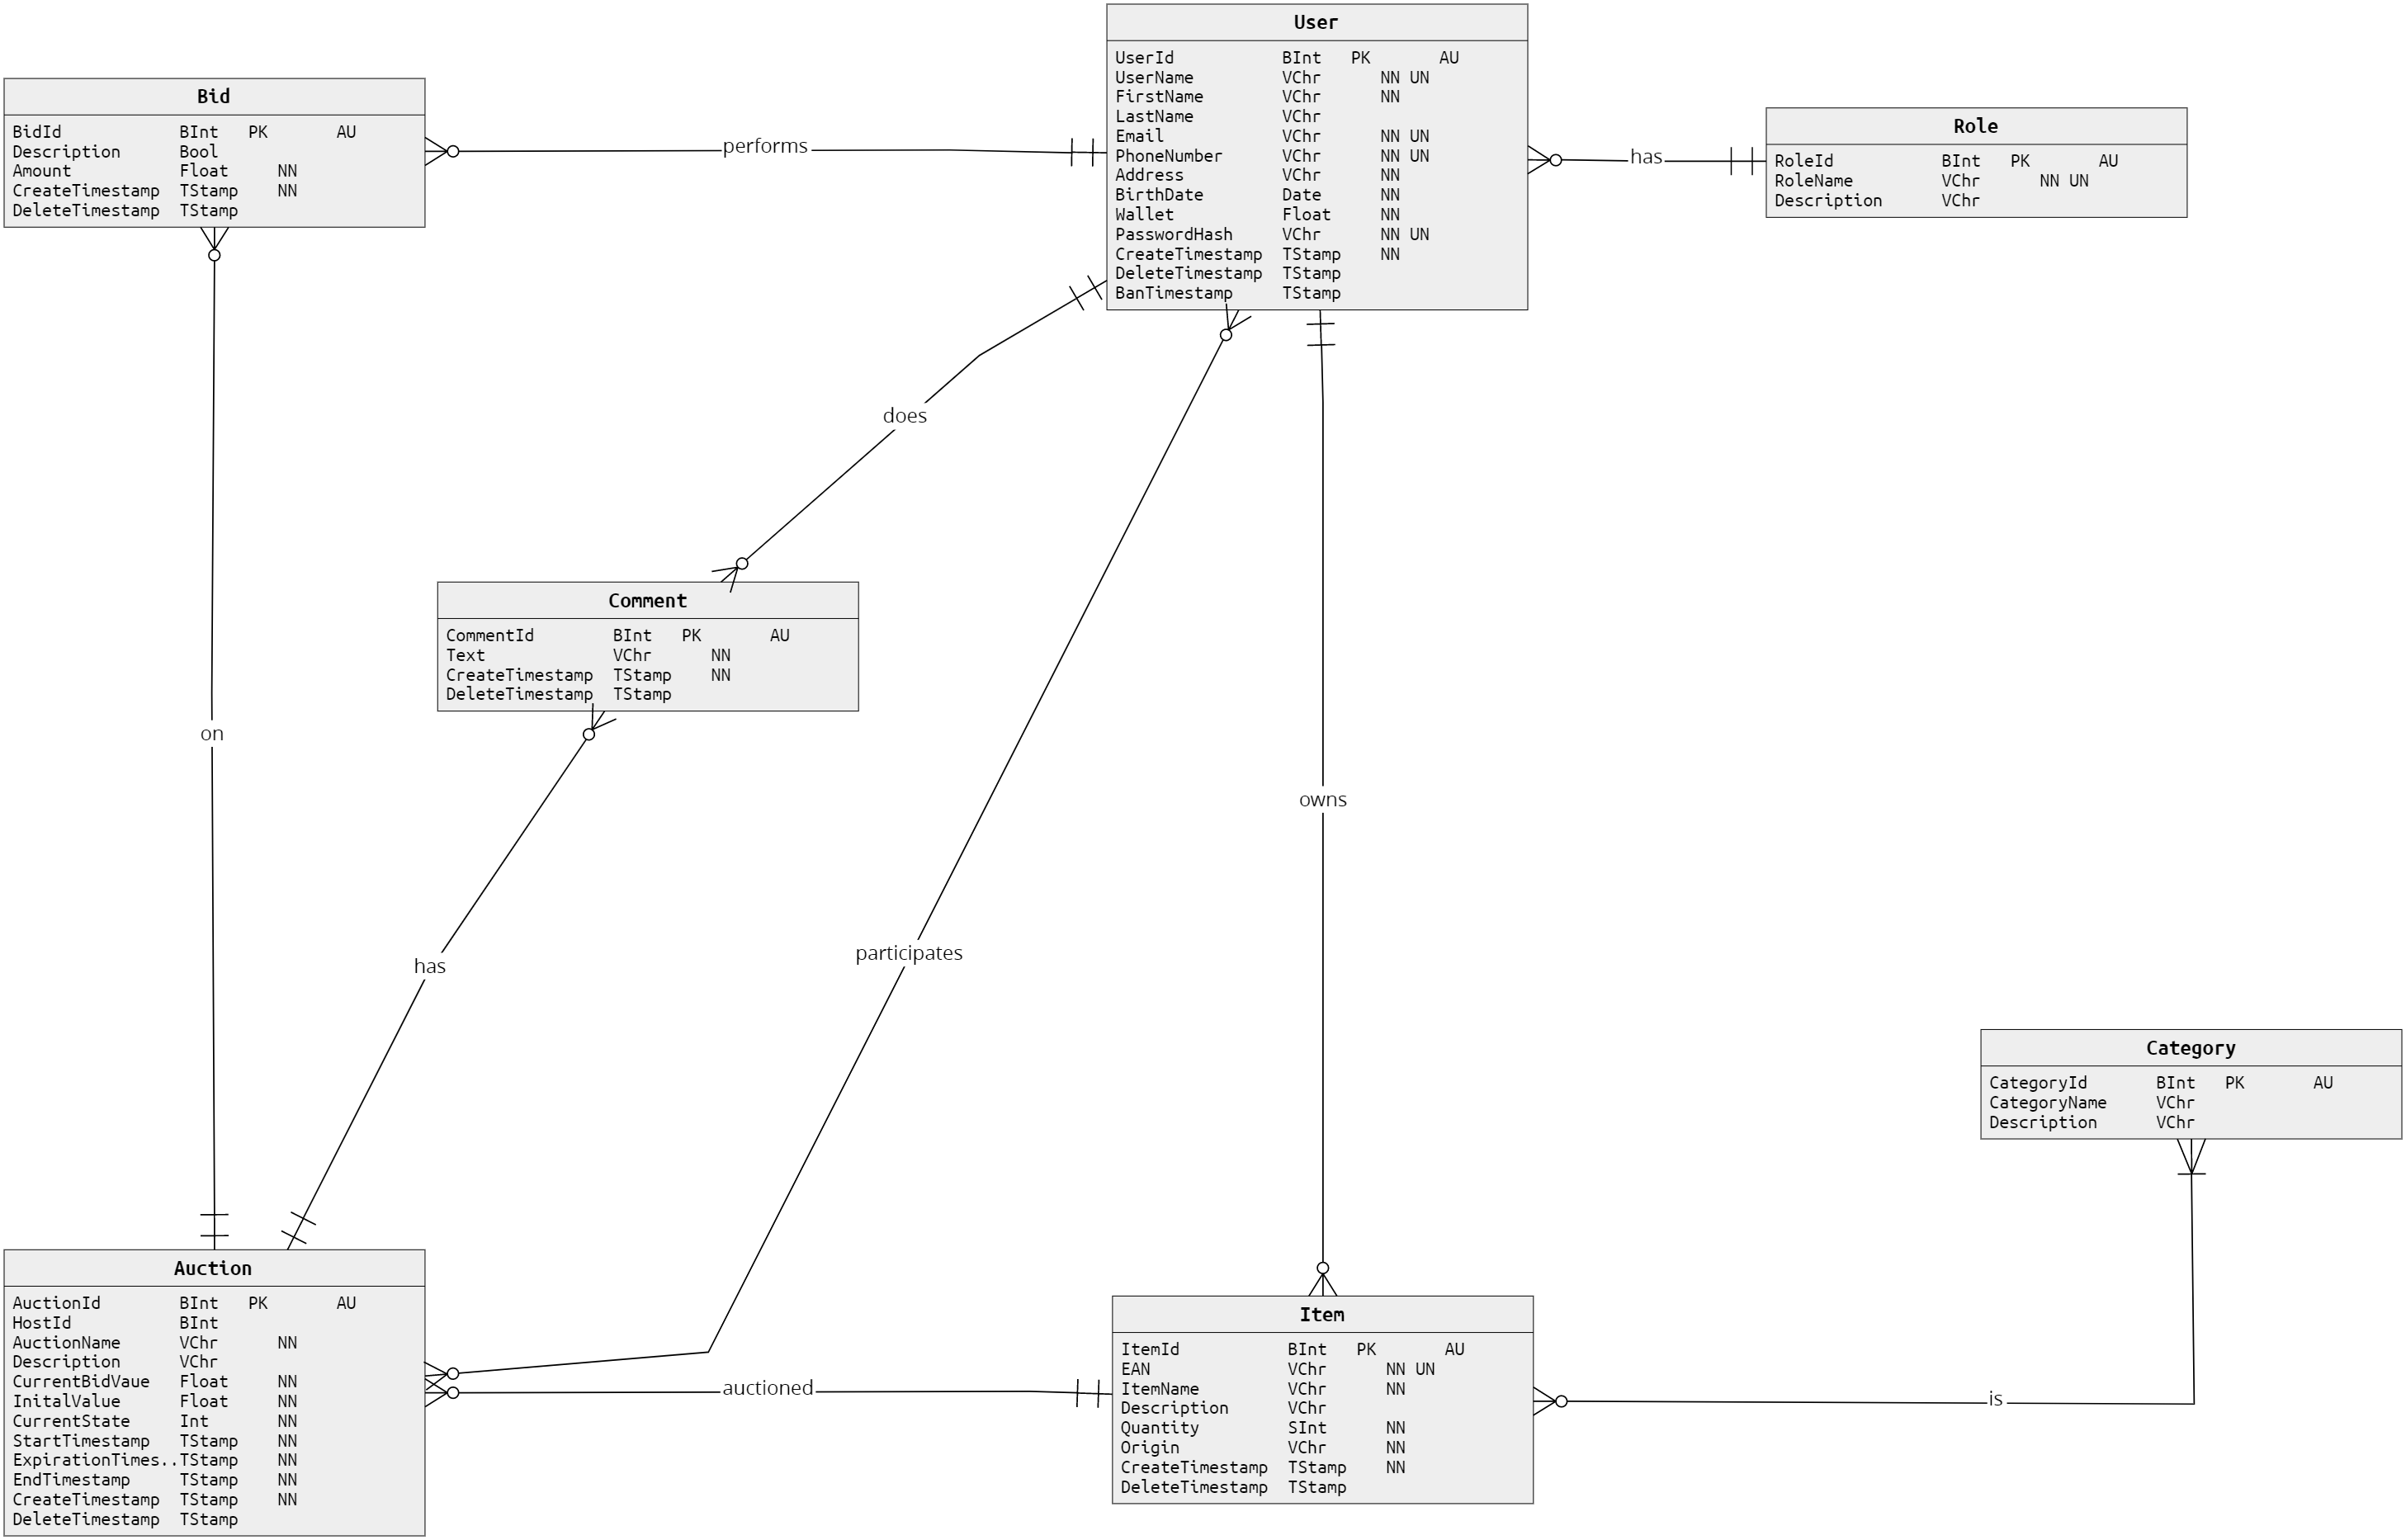 User
UserId BInt PK AU
UserName VChr NN UN
FirstName VChr NN
LastName VChr
Email VChr NN UN
PhoneNumber VChr NN UN
Address VChr NN
BirthDate Date NN
Wallet Float NN
PasswordHash VChr NN UN
CreateTimestamp TStamp NN
DeleteTimestamp TStamp
BanTimestamp TStamp
Bid
BidId BInt PK AU
Description Bool
Amount Float NN
CreateTimestamp TStamp NN
DeleteTimestamp TStamp
performs
has
Role
RoleId BInt PK AU
RoleName VChr NN UN
Description VChr
does
Comment
CommentId BInt PK AU
Text VChr NN
CreateTimestamp TStamp NN
DeleteTimestamp TStamp
on
owns
participates
has
Category
CategoryId BInt PK AU
CategoryName VChr
Description VChr
Auction
AuctionId BInt PK AU
HostId BInt
AuctionName VChr NN
Description VChr
CurrentBidVaue Float NN
InitalValue Float NN
CurrentState Int NN
StartTimestamp TStamp NN
ExpirationTimes..TStamp NN
EndTimestamp TStamp NN
CreateTimestamp TStamp NN
DeleteTimestamp TStamp
auctioned
Item
ItemId BInt PK AU
EAN VChr NN UN
ItemName VChr NN
Description VChr
Quantity SInt NN
Origin VChr NN
CreateTimestamp TStamp NN
DeleteTimestamp TStamp
is